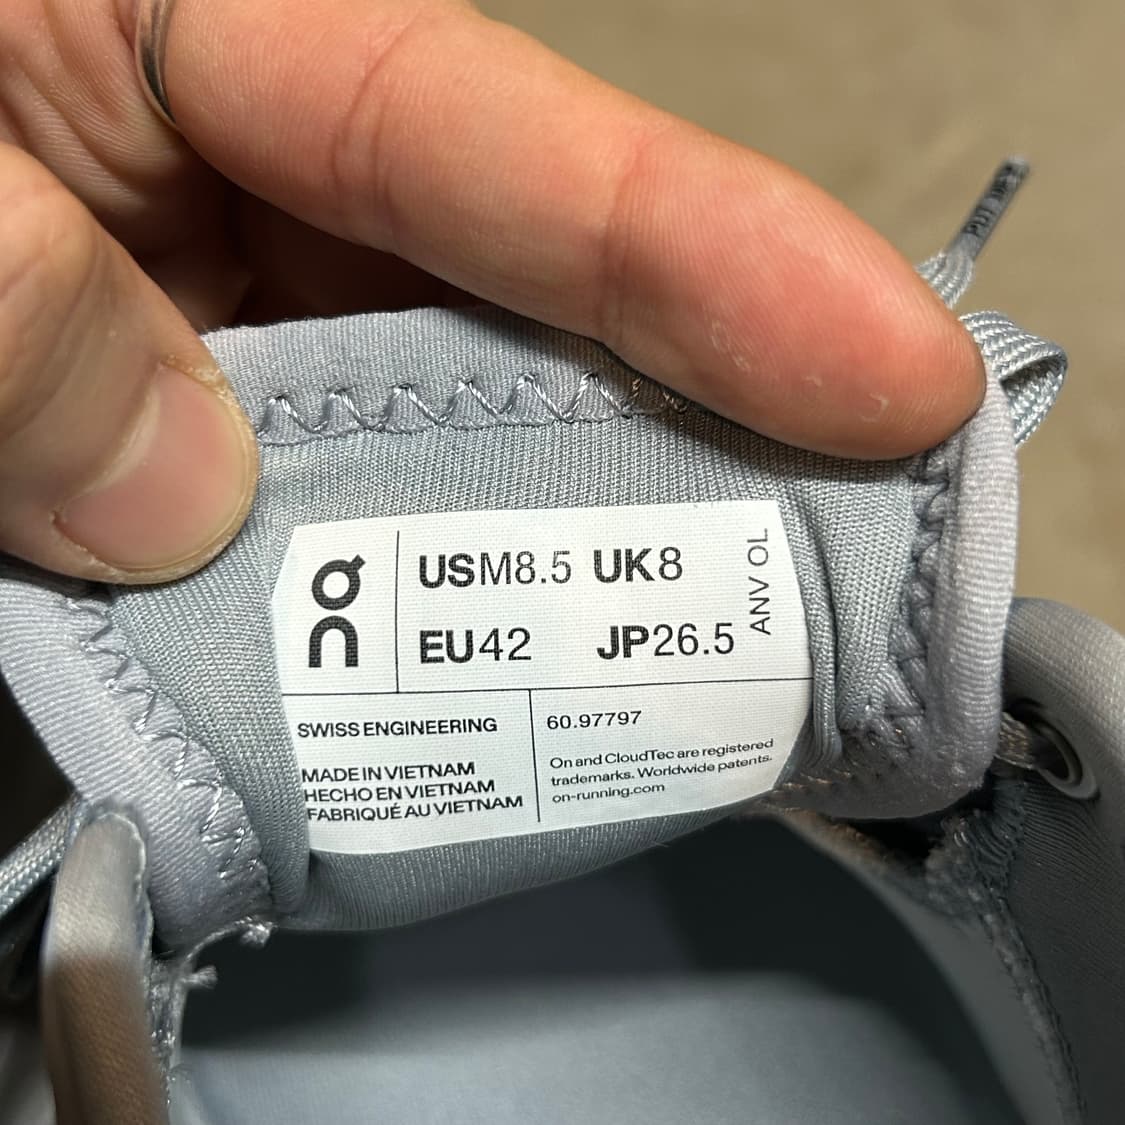 On
USM8.5 UK8
EU42 JP26.5
ANV OL
SWISS ENGINEERING
MADE IN VIETNAM
HECHO EN VIETNAM
FABRIQUÉ AU VIETNAM
60.97797
On and CloudTec are registered
trademarks. Worldwide patents.
on-running.com